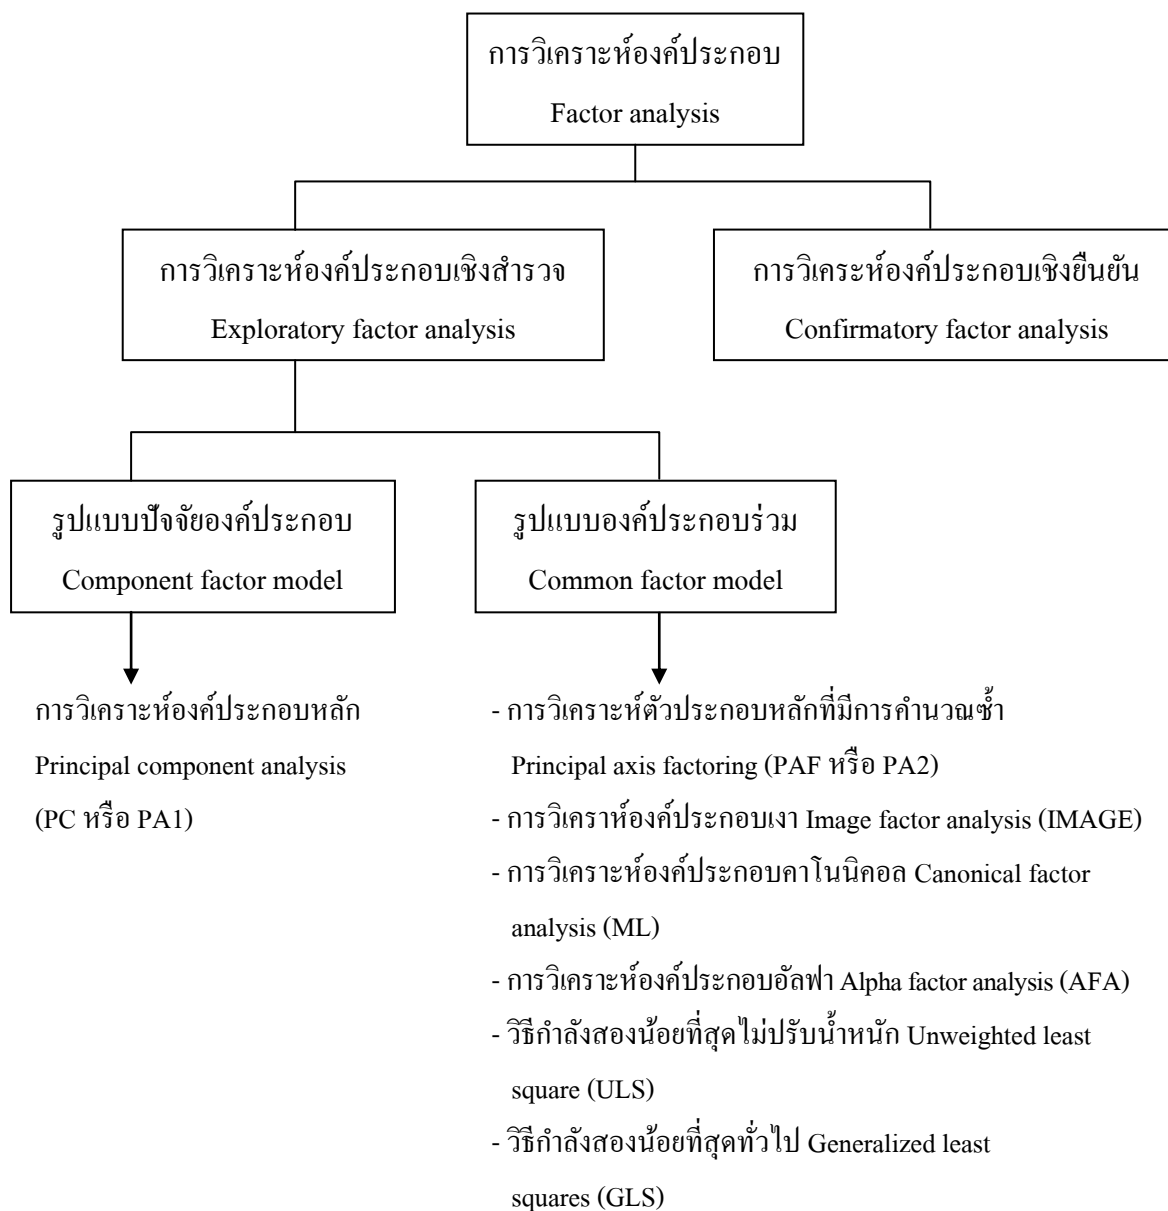 การวิเคราะห์องค์ประกอบ
Factor analysis
การวิเคราะห์องค์ประกอบเชิงสำรวจ
Exploratory factor analysis
การวิเคระห์องค์ประกอบเชิงยืนยัน
Confirmatory factor analysis
รูปแบบปัจจัยองค์ประกอบ
Component factor model
รูปแบบองค์ประกอบร่วม
Common factor model
การวิเคราะห์องค์ประกอบหลัก
Principal component analysis
(PC หรือ PA1)
- การวิเคราะห์ตัวประกอบหลักที่มีการคำนวณซ้ำ
Principal axis factoring (PAF หรือ PA2)
- การวิเคราห์องค์ประกอบเงา Image factor analysis (IMAGE)
- การวิเคราะห์องค์ประกอบคาโนนิคอล Canonical factor
analysis (ML)
- การวิเคราะห์องค์ประกอบอัลฟา Alpha factor analysis (AFA)
- วิธีกำลังสองน้อยที่สุดไม่ปรับน้ำหนัก Unweighted least
square (ULS)
- วิธีกำลังสองน้อยที่สุดทั่วไป Generalized least
squares (GLS)